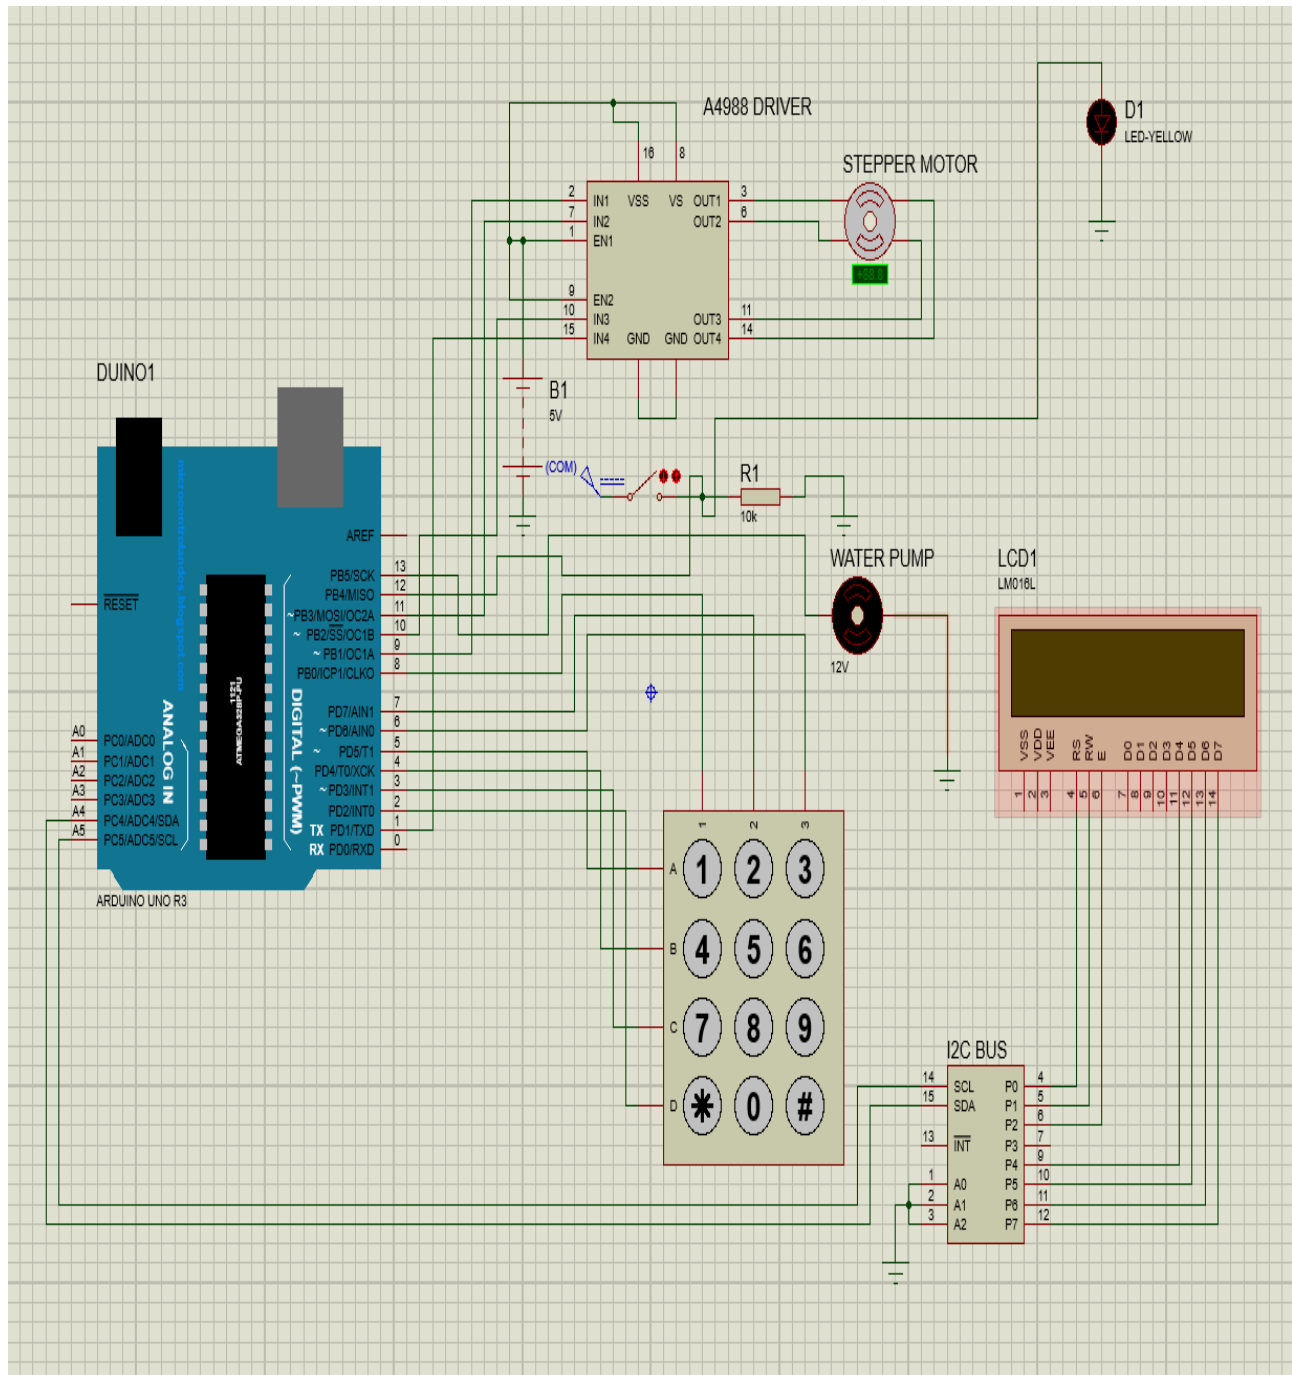 A4988 DRIVER
D1
LED-YELLOW
STEPPER MOTOR
16 8
2 IN1 VSS VS OUT1 3
7 IN2 OUT2 6
1 EN1
+88.8
9 EN2
10 IN3 OUT3 11
15 IN4 GND GND OUT4 14
DUINO1
B1
5V
(COM)
R1
10k
microcontrolandos.blogspot.com
AREF
PB5/SCK 13
PB4/MISO 12
~PB3/MOSI/OC2A 11
~ PB2/SS/OC1B 10
~ PB1/OC1A 9
PB0/ICP1/CLKO 8
RESET
1121
ATMEGA328P-PU
DIGITAL (~PWM)
ANALOG IN
PD7/AIN1 7
~ PD6/AIN0 6
~ PD5/T1 5
PD4/T0/XCK 4
~ PD3/INT1 3
PD2/INT0 2
TX PD1/TXD 1
RX PD0/RXD 0
A0 PC0/ADC0
A1 PC1/ADC1
A2 PC2/ADC2
A3 PC3/ADC3
A4 PC4/ADC4/SDA
A5 PC5/ADC5/SCL
ARDUINO UNO R3
WATER PUMP
12V
LCD1
LM016L
VSS VDD VEE RS RW E D0 D1 D2 D3 D4 D5 D6 D7
1 2 3 4 5 6 7 8 9 10 11 12 13 14
1 2 3
A 1 2 3
B 4 5 6
C 7 8 9
D * 0 #
I2C BUS
14 SCL P0 4
15 SDA P1 5
P2 6
13 INT P3 7
P4 9
1 A0 P5 10
2 A1 P6 11
3 A2 P7 12